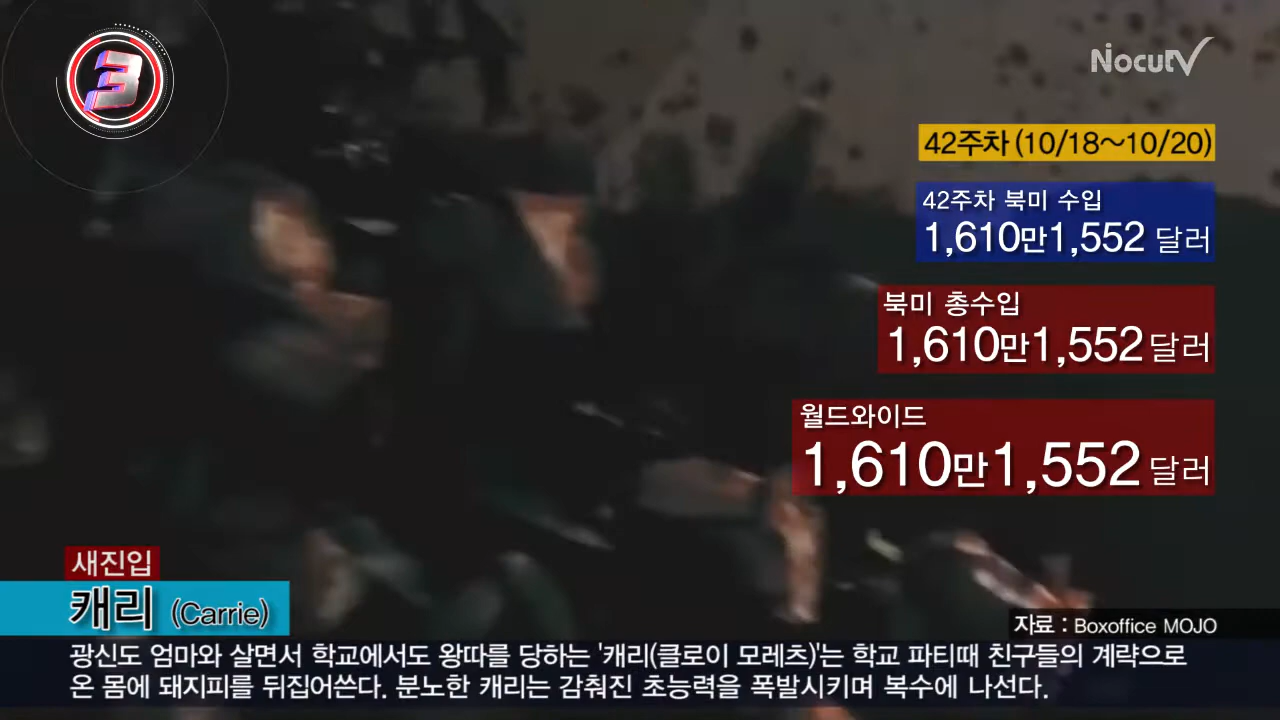 3
NocutV
42주차 (10/18~10/20)
42주차 북미 수입
1,610만1,552 달러
북미 총수입
1,610만1,552 달러
월드와이드
1,610만1,552 달러
새진입
캐리 (Carrie)
자료 : Boxoffice MOJO
광신도 엄마와 살면서 학교에서도 왕따를 당하는 '캐리(클로이 모레츠)'는 학교 파티때 친구들의 계략으로
온 몸에 돼지피를 뒤집어쓴다. 분노한 캐리는 감춰진 초능력을 폭발시키며 복수에 나선다.